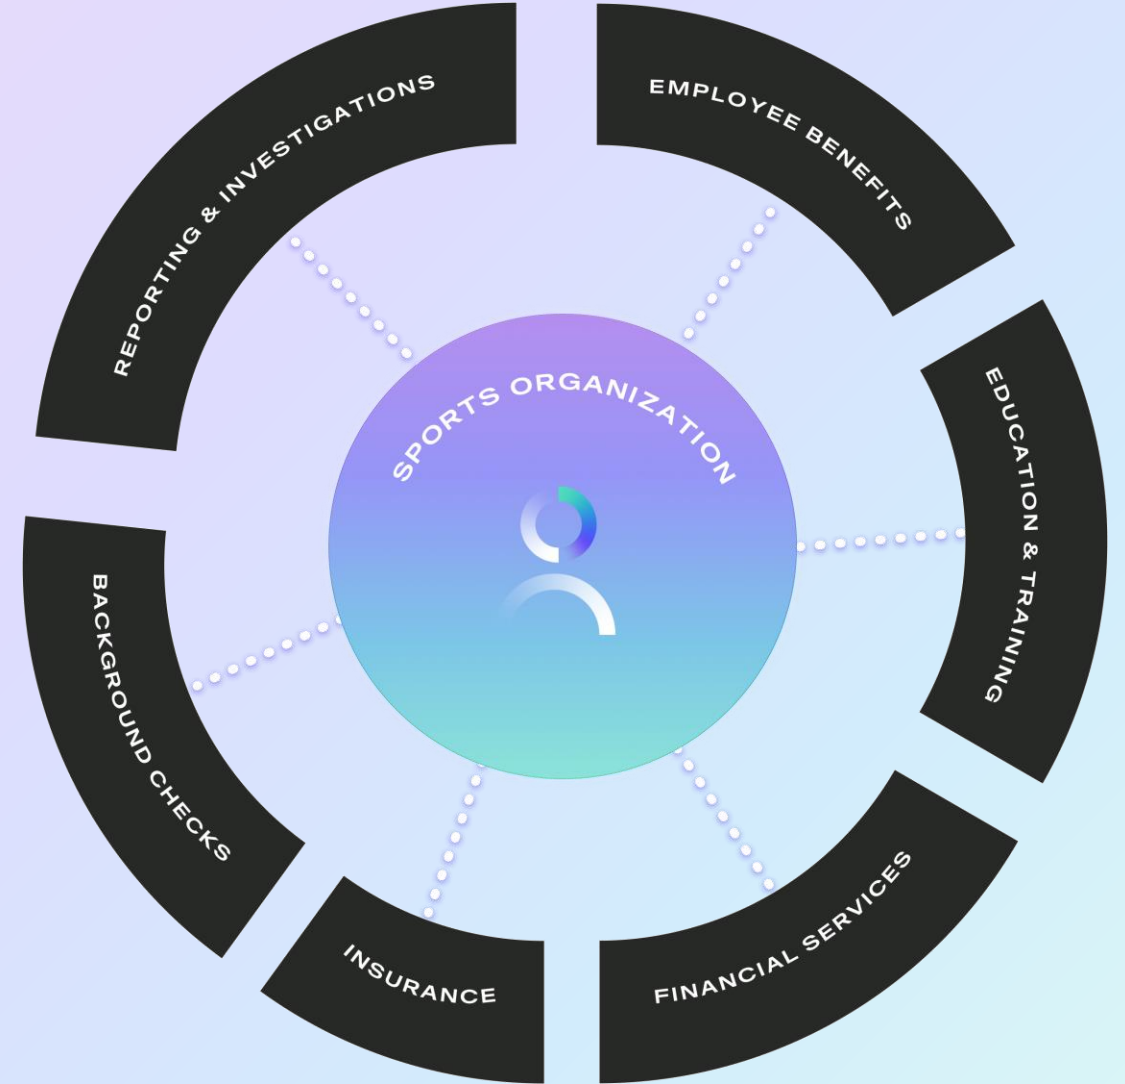 REPORTING & INVESTIGATIONS
EMPLOYEE BENEFITS
SPORTS ORGANIZATION
EDUCATION & TRAINING
BACKGROUND CHECKS
INSURANCE
FINANCIAL SERVICES